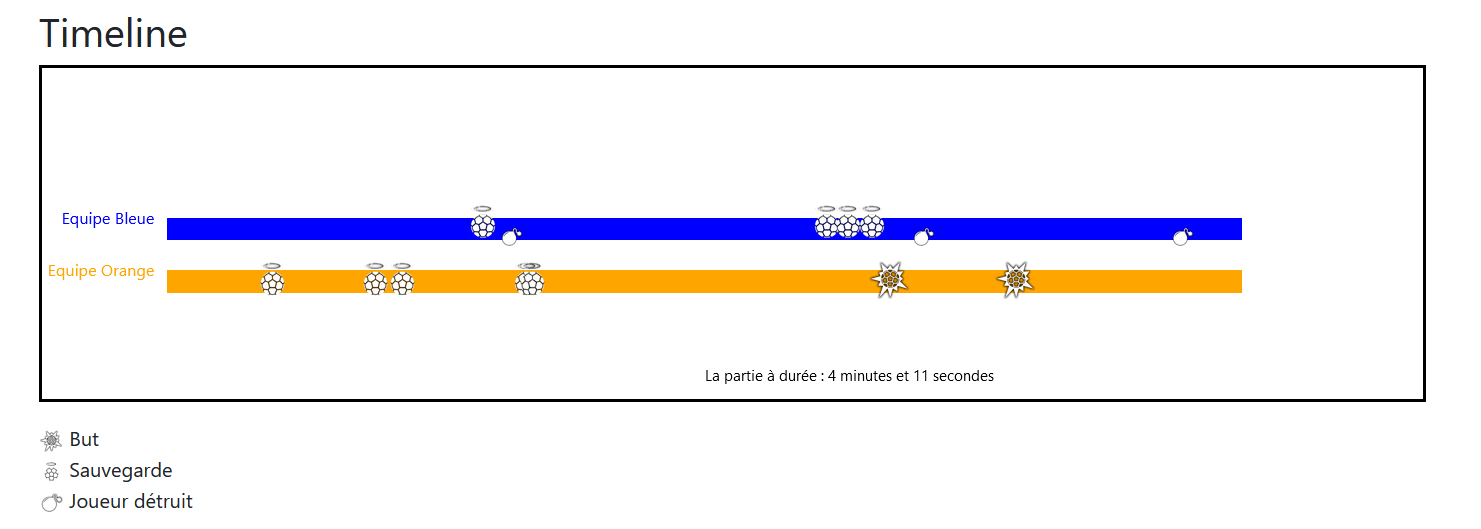 Timeline
Equipe Bleue
Equipe Orange
La partie à durée : 4 minutes et 11 secondes
But
Sauvegarde
Joueur détruit